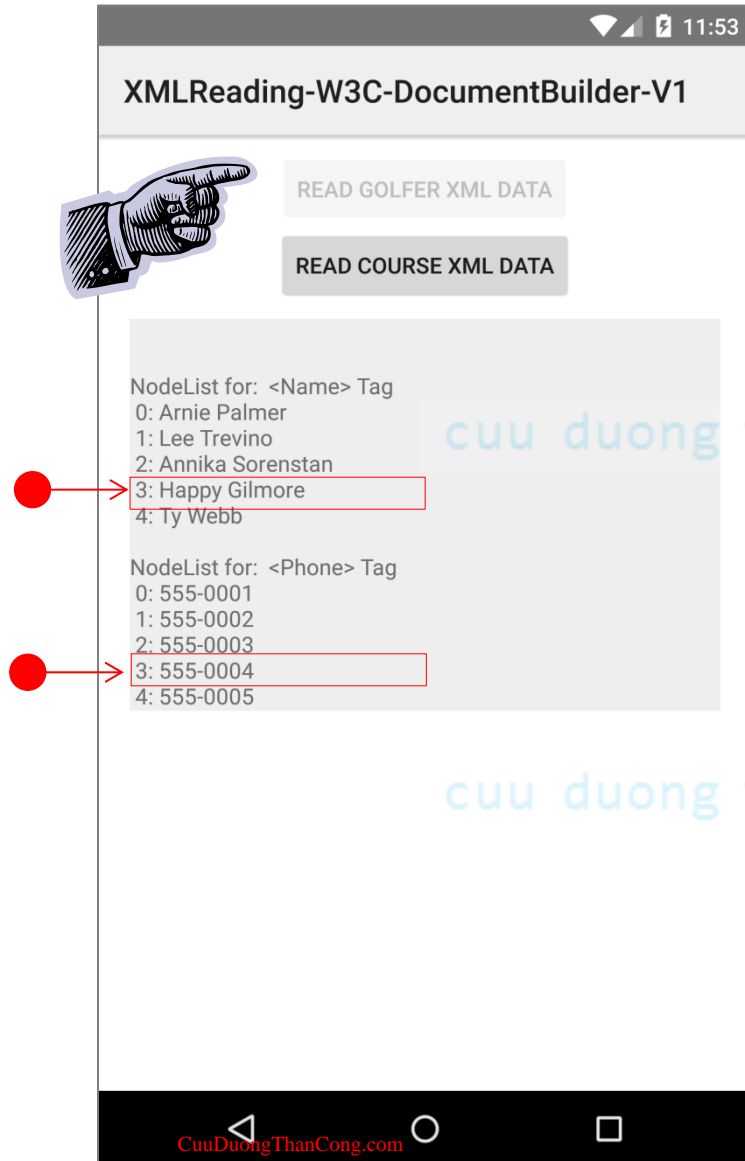 11:53
XMLReading-W3C-DocumentBuilder-V1
READ GOLFER XML DATA
READ COURSE XML DATA
NodeList for: <Name> Tag
0: Arnie Palmer
1: Lee Trevino
2: Annika Sorenstan
3: Happy Gilmore
4: Ty Webb
cuu duong
NodeList for: <Phone> Tag
0: 555-0001
1: 555-0002
2: 555-0003
3: 555-0004
4: 555-0005
cuu duong
CuuDuongThanCong.com